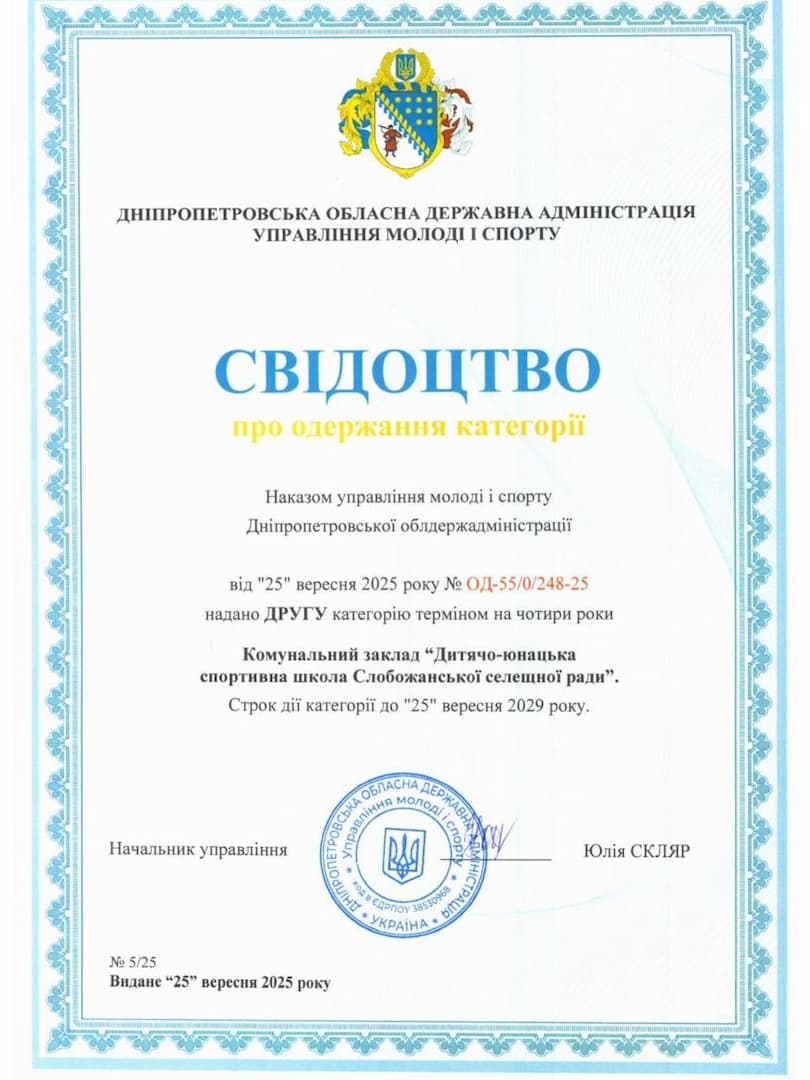 ДНІПРОПЕТРОВСЬКА ОБЛАСНА ДЕРЖАВНА АДМІНІСТРАЦІЯ
УПРАВЛІННЯ МОЛОДІ І СПОРТУ
СВІДОЦТВО
про одержання категорії
Наказом управління молоді і спорту
Дніпропетровської облдержадміністрації
від "25" вересня 2025 року № ОД-55/0/248-25
надано ДРУГУ категорію терміном на чотири роки
Комунальний заклад “Дитячо-юнацька
спортивна школа Слобожанської селещної ради”.
Строк дії категорії до "25" вересня 2029 року.
Начальник управління
Юлія СКЛЯР
ДНІПРОПЕТРОВСЬКА ОБЛАСНА ДЕРЖАВНА АДМІНІСТРАЦІЯ
Управління молоді і спорту
код в ЄДРПОУ 38530968
* УКРАЇНА *
№ 5/25
Видане “25” вересня 2025 року